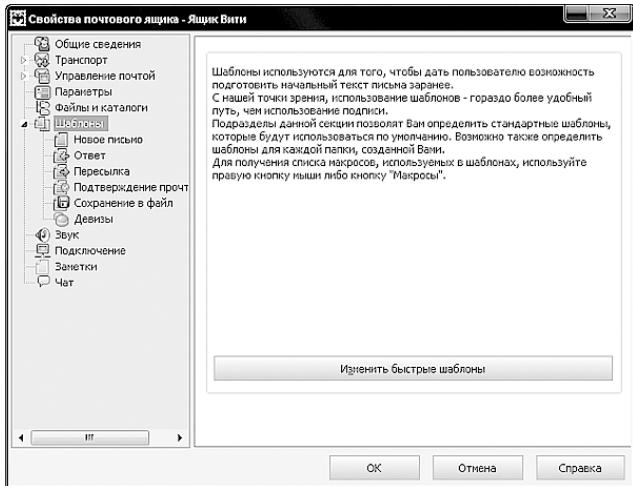 Свойства почтового ящика - Ящик Вити
Общие сведения
Транспорт
Управление почтой
Параметры
Файлы и каталоги
Шаблоны
Новое письмо
Ответ
Пересылка
Подтверждение прочт
Сохранение в файл
Девизы
Звук
Подключение
Заметки
Чат
Шаблоны используются для того, чтобы дать пользователю возможность
подготовить начальный текст письма заранее.
С нашей точки зрения, использование шаблонов - гораздо более удобный
путь, чем использование подписи.
Подразделы данной секции позволят Вам определить стандартные шаблоны,
которые будут использоваться по умолчанию. Возможно также определить
шаблоны для каждой папки, созданной Вами.
Для получения списка макросов, используемых в шаблонах, используйте
правую кнопку мыши либо кнопку "Макросы".
Изменить быстрые шаблоны
OK
Отмена
Справка